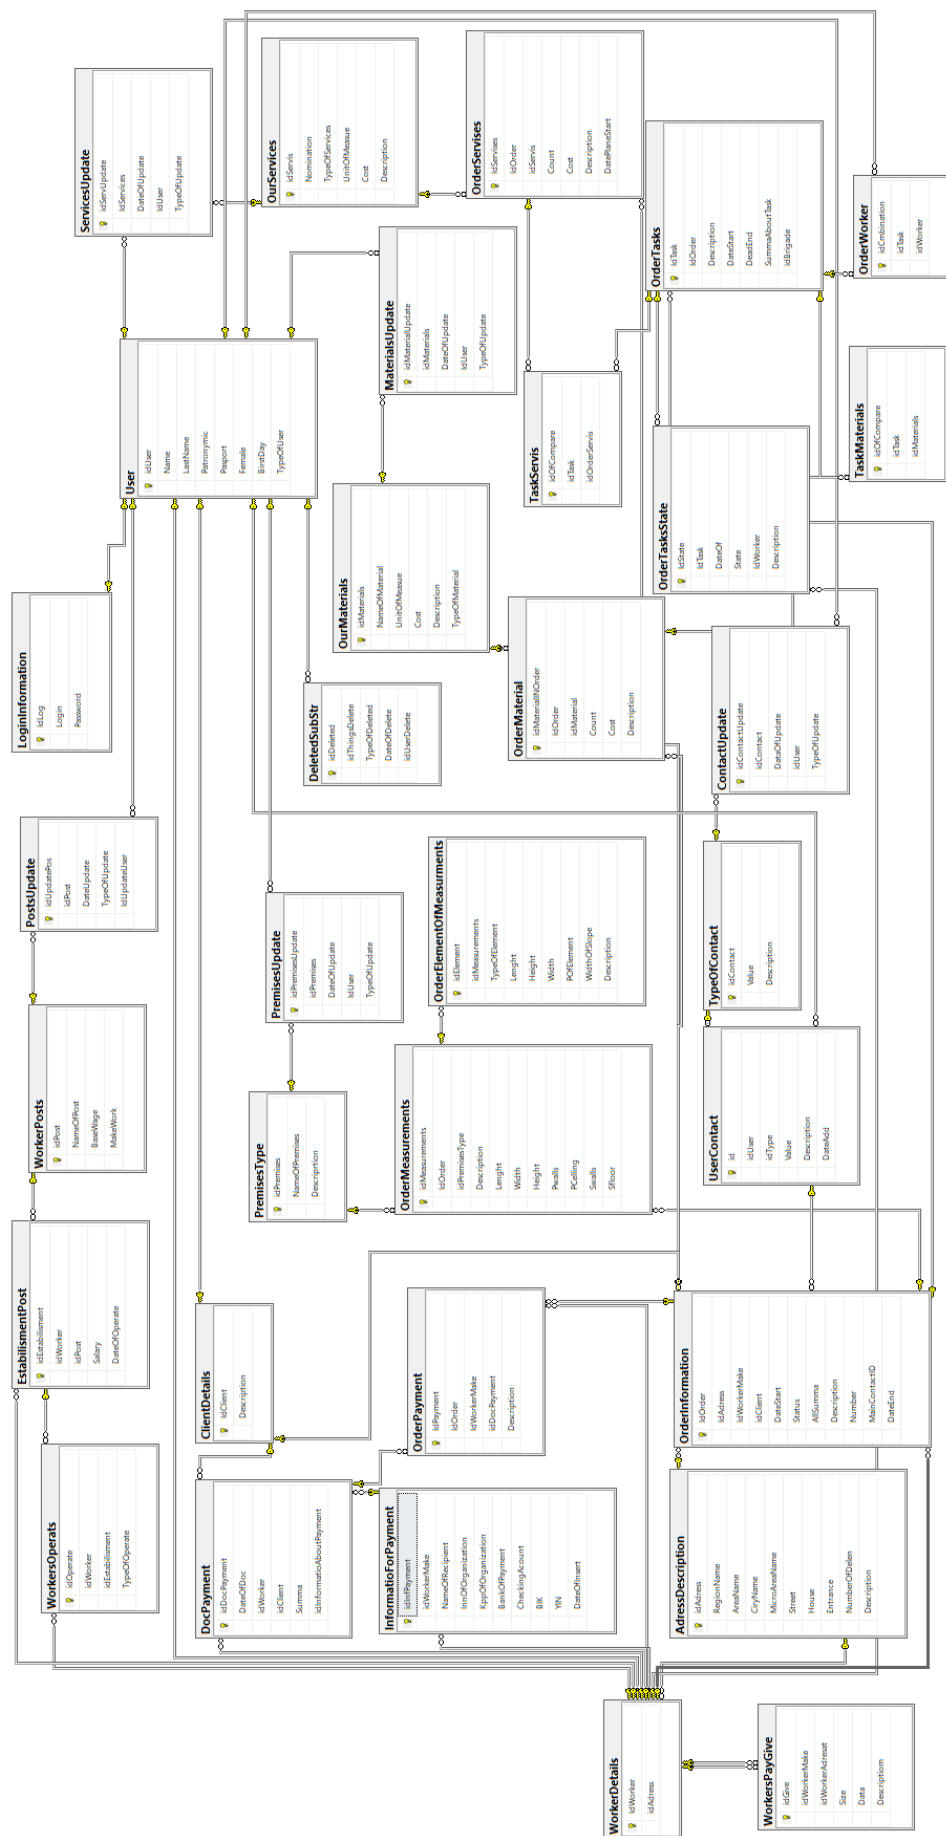 ServicesUpdate
idServUpdate
IdServices
DateOfUpdate
IdUser
TypeOfUpdate
OurServices
idServis
Nomination
TypeOfServices
UnitOfMeasue
Cost
Description
OrderServises
IdServises
IdOrder
idServis
Count
Cost
Description
DatePlaneStart
OrderTasks
IdTask
IdOrder
Description
DateStart
DeadEnd
SummaAboutTask
idBrigade
OrderWorker
idCmbination
idTask
idWorker
User
idUser
Name
LastName
Patronymic
Pasport
Female
BirstDay
TypeOfUser
MaterialsUpdate
idMaterialUpdate
idMaterials
DateOfUpdate
IdUser
TypeOfUpdate
TaskServis
idOfCompare
idTask
idOrderServis
TaskMaterials
idOfCompare
idTask
idMaterials
LoginInformation
IdLog
Login
Password
OurMaterials
idMaterials
NameOfMaterial
UnitOfMeasue
Cost
Description
TypeOfMaterial
OrderTasksState
IdState
IdTask
DateOf
State
IdWorker
Description
DeletedSubStr
idDeleted
idThingsDelete
TypeOfDeleted
DateOfDelete
idUserDelete
OrderMaterial
idMaterialINOrder
IdOrder
idMaterial
Count
Cost
Description
ContactUpdate
idContactUpdate
idContact
DataOfUpdate
idUser
TypeOfUpdate
PostsUpdate
idUpdatePos
idPost
DateUpdate
TypeOfUpdate
IdUpdateUser
PremisesUpdate
idPremisesUpdate
idPremises
DateOfUpdate
IdUser
TypeOfUpdate
OrderElementOfMeasurments
idElement
idMeasurements
TypeOfElement
Lenght
Height
Width
POfElement
WidthOfSlope
Description
TypeOfContact
idContact
Value
Description
WorkerPosts
idPost
NameOfPost
BaseWage
MakeWork
PremisesType
idPremises
NameOfPremises
Description
OrderMeasurements
idMeasurements
IdOrder
idPremisesType
Description
Lenght
Width
Height
Pwalls
PCeiling
Swalls
Sfloor
UserContact
id
idUser
idType
Value
Description
DateAdd
EstabilismentPost
idEstabilisment
idWorker
idPost
Salary
DateOfOperate
ClientDetails
IdClient
Description
OrderPayment
IdPayment
IdOrder
IdWorkerMake
idDocPayment
Description
OrderInformation
IdOrder
IdAdress
IdWorkerMake
idClient
DateStart
Status
AllSumma
Description
Number
MainContactID
DateEnd
WorkersOperats
idOperate
idWorker
idEstabilisment
TypeOfOperate
DocPayment
idDocPayment
DateOfDoc
idWorker
idClient
Summa
idInformatioAboutPayment
InformatioForPayment
idInfPayment
idWorkerMake
NameOfRecipient
InnOfOrganization
KppOfOrganization
BankOfPayment
CheckingAccount
BIK
YIN
DateOfInsert
AdressDescription
idAdress
RegionName
AreaName
CiryName
MicroAreaName
Street
House
Entrance
NumberOfDoden
Description
WorkerDetails
IdWorker
idAdress
WorkersPayGive
idGive
idWorkerMake
idWorkerAdresat
Size
Data
Descriptiom